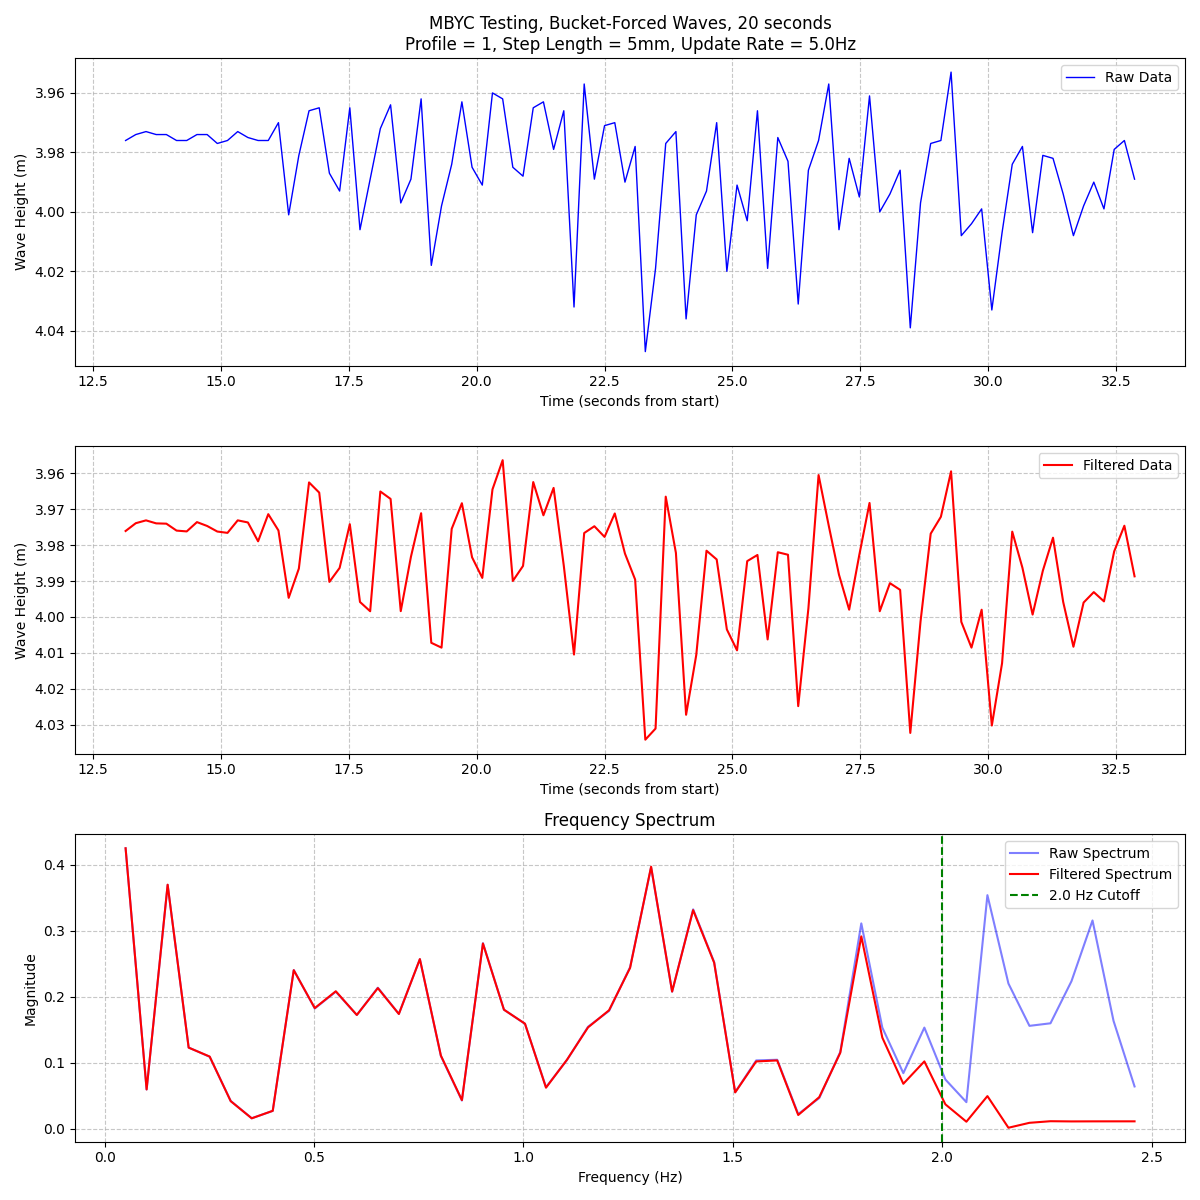 MBYC Testing, Bucket-Forced Waves, 20 seconds
Profile = 1, Step Length = 5mm, Update Rate = 5.0Hz
Raw Data
Wave Height (m)
3.96
3.98
4.00
4.02
4.04
12.5 15.0 17.5 20.0 22.5 25.0 27.5 30.0 32.5
Time (seconds from start)
Filtered Data
Wave Height (m)
3.96
3.97
3.98
3.99
4.00
4.01
4.02
4.03
12.5 15.0 17.5 20.0 22.5 25.0 27.5 30.0 32.5
Time (seconds from start)
Frequency Spectrum
Raw Spectrum
Filtered Spectrum
2.0 Hz Cutoff
Magnitude
0.4
0.3
0.2
0.1
0.0
0.0 0.5 1.0 1.5 2.0 2.5
Frequency (Hz)